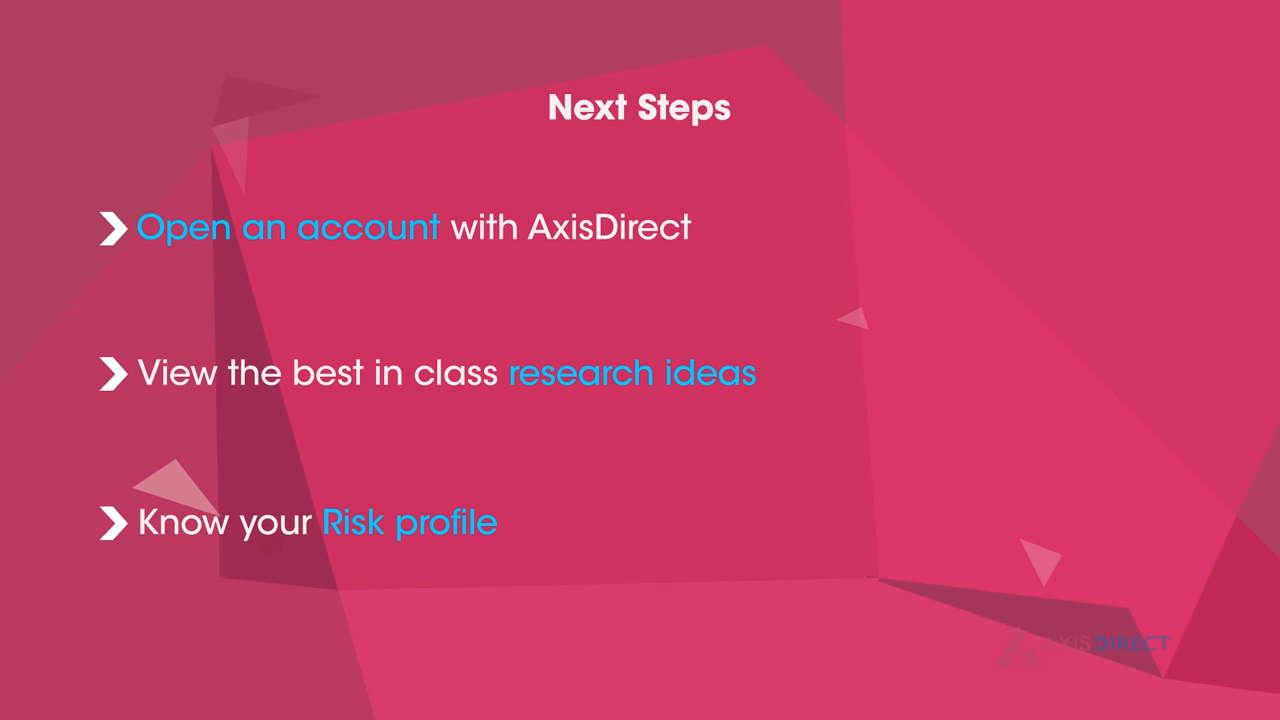 Next Steps
Open an account with AxisDirect
View the best in class research ideas
Know your Risk profile
AXISDIRECT